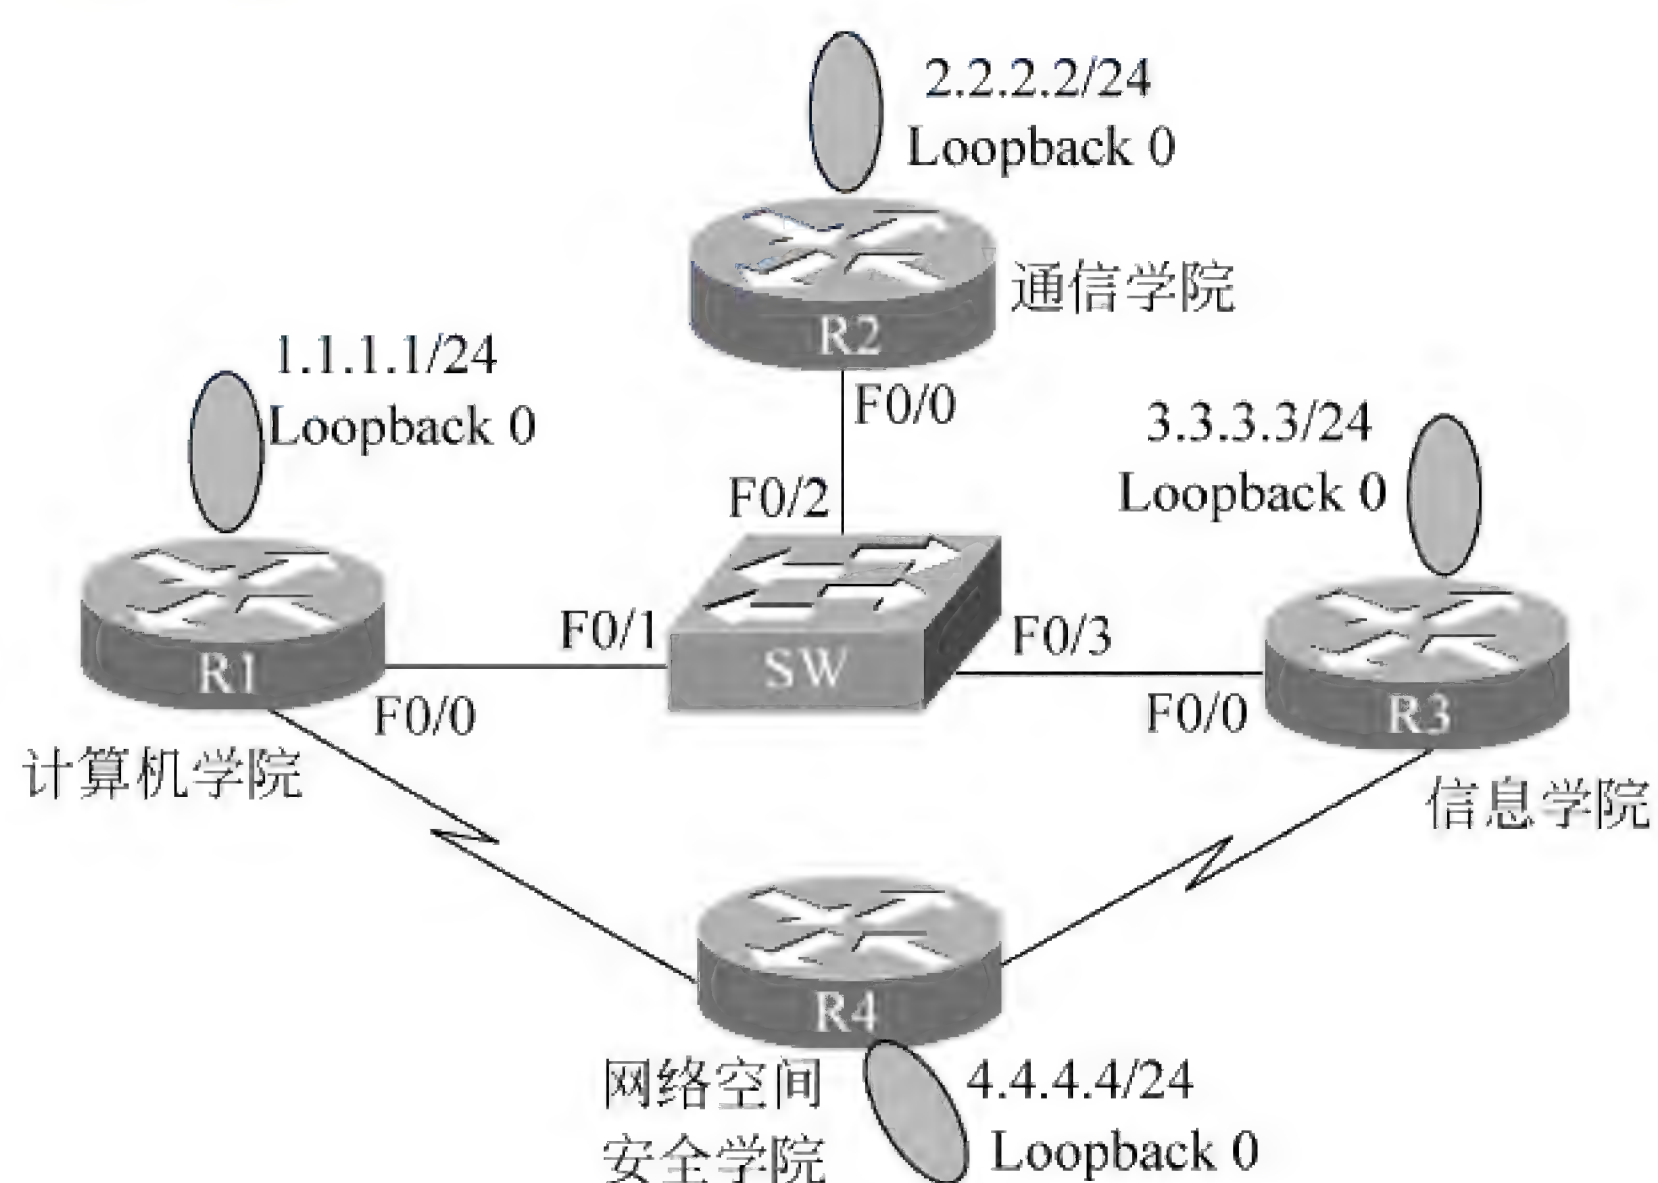 2.2.2.2/24
Loopback 0
通信学院
R2
F0/0
1.1.1.1/24
Loopback 0
3.3.3.3/24
Loopback 0
F0/2
F0/1
SW
F0/3
R1
F0/0
计算机学院
F0/0
R3
信息学院
R4
网络空间
安全学院
4.4.4.4/24
Loopback 0